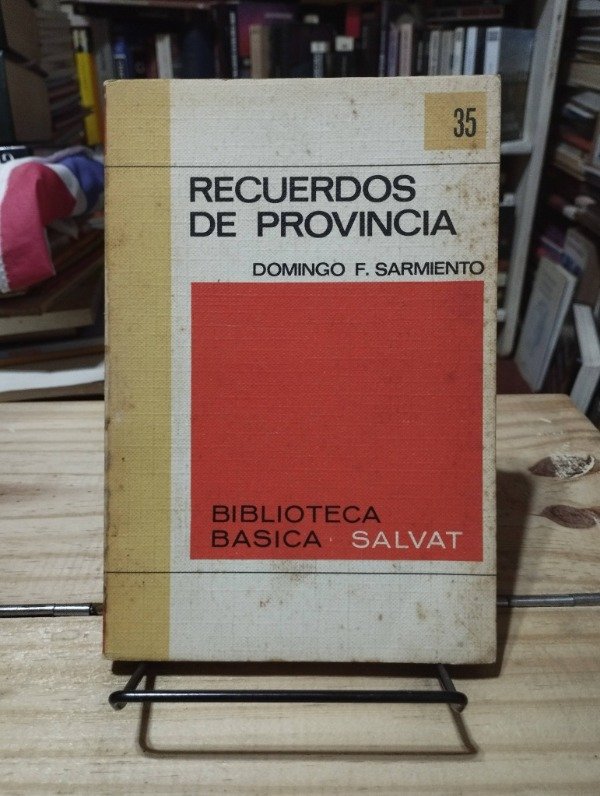 35
RECUERDOS
DE PROVINCIA
DOMINGO F. SARMIENTO
BIBLIOTECA
BASICA SALVAT